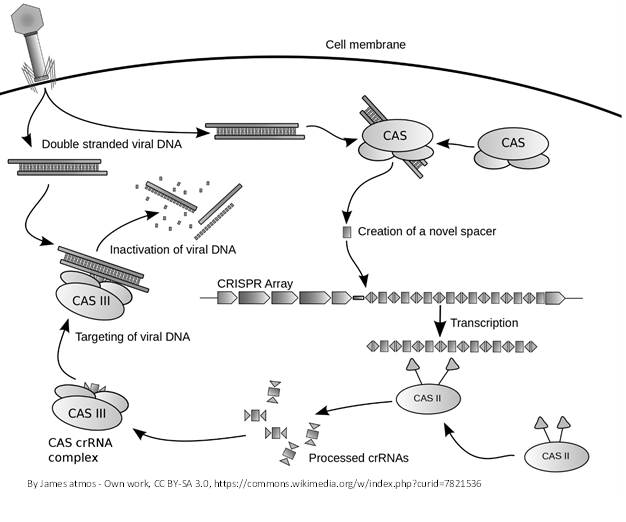 Cell membrane
Double stranded viral DNA
CAS
CAS
Inactivation of viral DNA
Creation of a novel spacer
CRISPR Array
CAS III
Transcription
Targeting of viral DNA
CAS II
CAS III
CAS crRNA
complex
Processed crRNAs
CAS II
By James atmos - Own work, CC BY-SA 3.0, https://commons.wikimedia.org/w/index.php?curid=7821536